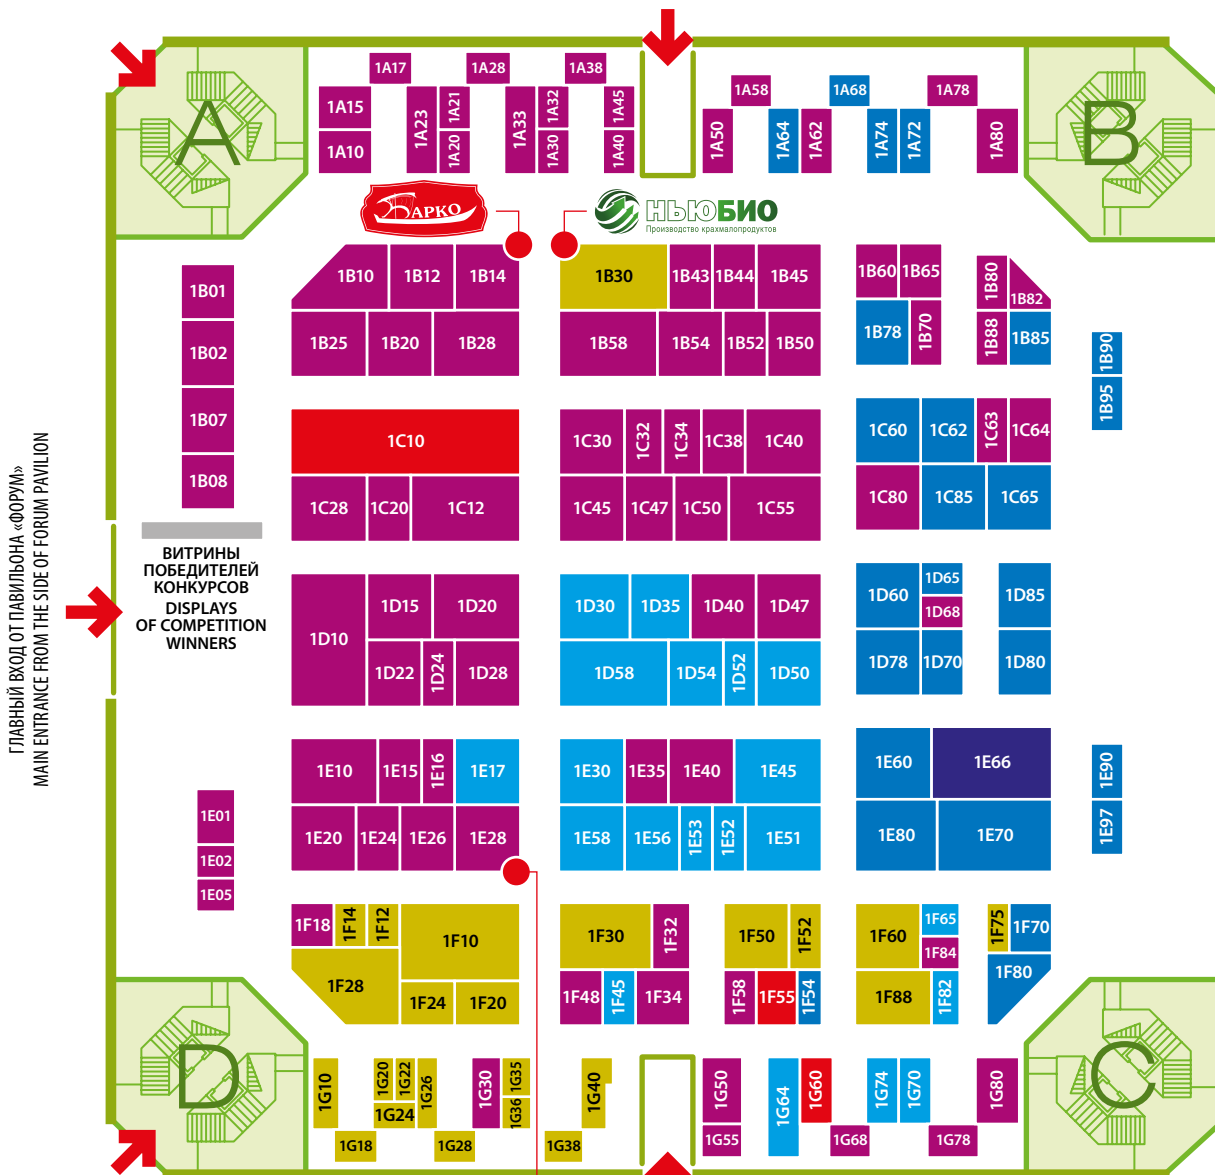 1A17
1A28
1A38
1A58
1A68
1A78
1A15
1A23
1A21
1A33
1A32
1A45
1A10
1A20
1A30
1A40
1A50
1A64
1A62
1A74
1A72
1A80
A
B
ВАРКО
НЬЮБИО
Производство крахмалопродуктов
1B01
1B02
1B07
1B08
1B10
1B12
1B14
1B25
1B20
1B28
1B30
1B43
1B44
1B45
1B58
1B54
1B52
1B50
1B60
1B65
1B78
1B70
1B80
1B82
1B88
1B85
1B90
1B95
1C10
1C28
1C20
1C12
1C30
1C32
1C34
1C38
1C40
1C45
1C47
1C50
1C55
1C60
1C62
1C63
1C64
1C80
1C85
1C65
ГЛАВНЫЙ ВХОД ОТ ПАВИЛЬОНА «ФОРУМ»
MAIN ENTRANCE FROM THE SIDE OF FORUM PAVILION
ВИТРИНЫ
ПОБЕДИТЕЛЕЙ
КОНКУРСОВ
DISPLAYS
OF COMPETITION
WINNERS
1D10
1D15
1D20
1D22
1D24
1D28
1D30
1D35
1D40
1D47
1D58
1D54
1D52
1D50
1D60
1D65
1D68
1D85
1D78
1D70
1D80
1E01
1E02
1E05
1E10
1E15
1E16
1E17
1E20
1E24
1E26
1E28
1E30
1E35
1E40
1E45
1E58
1E56
1E53
1E52
1E51
1E60
1E66
1E80
1E70
1E90
1E97
1F18
1F14
1F12
1F10
1F28
1F24
1F20
1F30
1F32
1F48
1F45
1F34
1F50
1F52
1F58
1F55
1F54
1F60
1F65
1F84
1F88
1F82
1F75
1F70
1F80
D
C
1G10
1G20
1G22
1G24
1G26
1G30
1G35
1G36
1G40
1G18
1G28
1G38
1G50
1G55
1G64
1G60
1G74
1G70
1G80
1G68
1G78